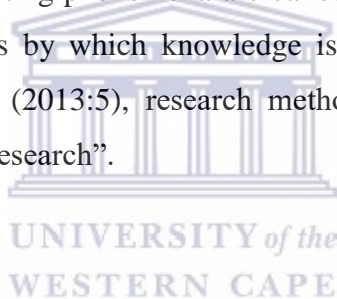 s by which knowledge is
(2013:5), research metho
esearch”.
UNIVERSITY of the
WESTERN CAPE